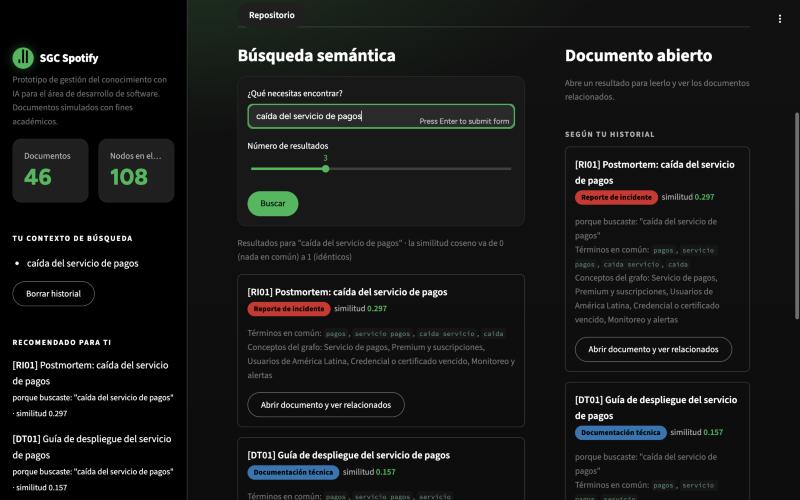 SGC Spotify
Prototipo de gestión del conocimiento con
IA para el área de desarrollo de software.
Documentos simulados con fines
académicos.
Documentos
46
Nodos en el...
108
TU CONTEXTO DE BÚSQUEDA
• caída del servicio de pagos
Borrar historial
RECOMENDADO PARA TI
[RI01] Postmortem: caída del servicio
de pagos
porque buscaste: "caída del servicio de pagos"
· similitud 0.297
[DT01] Guía de despliegue del servicio
de pagos
porque buscaste: "caída del servicio de pagos"
· similitud 0.157
Repositorio
Búsqueda semántica
¿Qué necesitas encontrar?
caída del servicio de pagos
Press Enter to submit form
Número de resultados
3
Buscar
Resultados para "caída del servicio de pagos" · la similitud coseno va de 0
(nada en común) a 1 (idénticos)
[RI01] Postmortem: caída del servicio de pagos
Reporte de incidente similitud 0.297
Términos en común: pagos, servicio pagos, caida servicio, caida
Conceptos del grafo: Servicio de pagos, Premium y suscripciones,
Usuarios de América Latina, Credencial o certificado vencido, Monitoreo y
alertas
Abrir documento y ver relacionados
[DT01] Guía de despliegue del servicio de pagos
Documentación técnica similitud 0.157
Términos en común: pagos, servicio pagos, servicio
Documento abierto
Abre un resultado para leerlo y ver los documentos
relacionados.
SEGÚN TU HISTORIAL
[RI01] Postmortem: caída del servicio
de pagos
Reporte de incidente similitud 0.297
porque buscaste: "caída del servicio de
pagos"
Términos en común: pagos, servicio
pagos, caida servicio, caida
Conceptos del grafo: Servicio de pagos,
Premium y suscripciones, Usuarios de
América Latina, Credencial o certificado
vencido, Monitoreo y alertas
Abrir documento y ver relacionados
[DT01] Guía de despliegue del servicio
de pagos
Documentación técnica similitud 0.157
porque buscaste: "caída del servicio de
pagos"
Términos en común: pagos, servicio
pagos, servicio